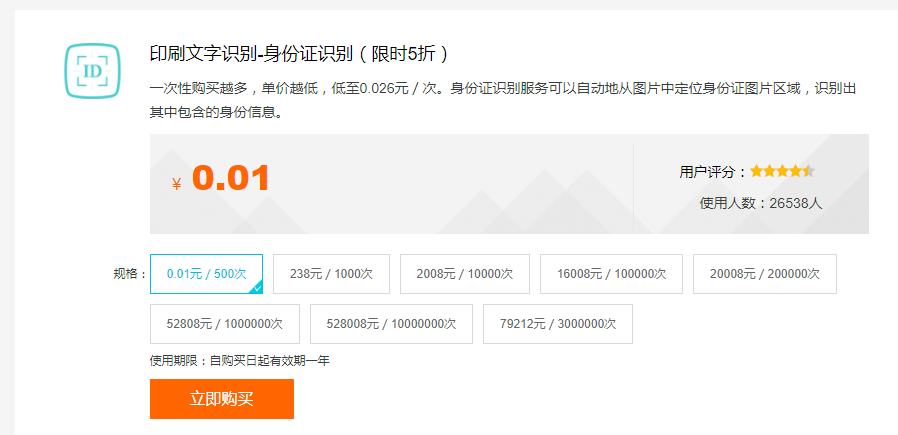 印刷文字识别-身份证识别（限时5折）
一次性购买越多，单价越低，低至0.026元 / 次。身份证识别服务可以自动地从图片中定位身份证图片区域，识别出
其中包含的身份信息。
ID
¥ 0.01
用户评分：
使用人数：26538人
规格： 0.01元 / 500次 238元 / 1000次 2008元 / 10000次 16008元 / 100000次 20008元 / 200000次
52808元 / 1000000次 528008元 / 10000000次 79212元 / 3000000次
使用期限：自购买日起有效期一年
立即购买